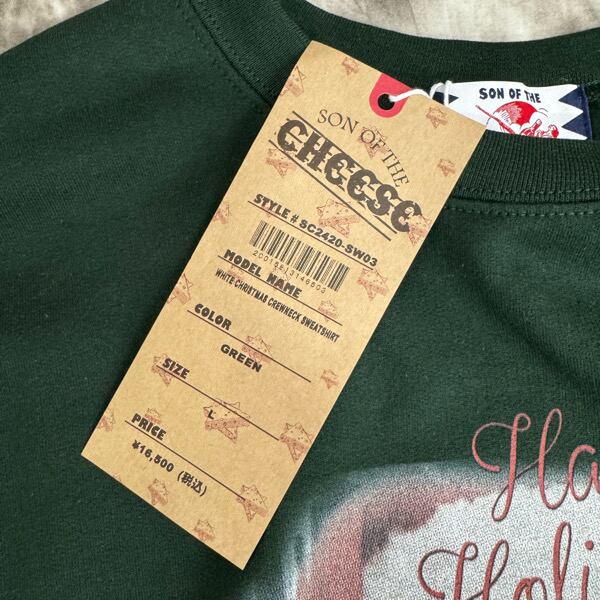 SON OF THE
CHEESE
STYLE # SC2420-SW03
MODEL NAME
WHITE CHRISTMAS CREWNECK SWEATSHIRT
COLOR
GREEN
SIZE
L
PRICE
¥16,500 (税込)
SON OF THE
Ha
Holi